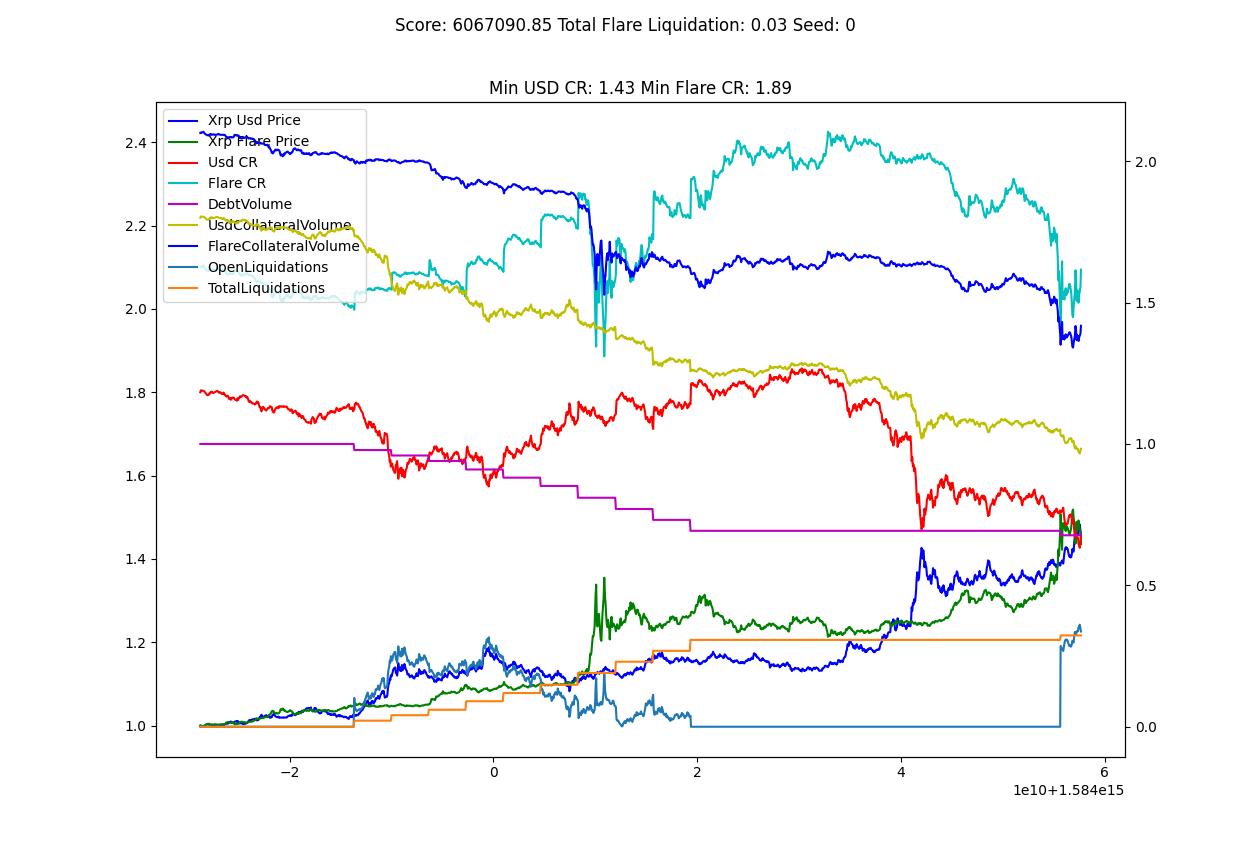 Score: 6067090.85 Total Flare Liquidation: 0.03 Seed: 0
Min USD CR: 1.43 Min Flare CR: 1.89
Xrp Usd Price
Xrp Flare Price
Usd CR
Flare CR
DebtVolume
UsdCollateralVolume
FlareCollateralVolume
OpenLiquidations
TotalLiquidations
2.4
2.2
2.0
1.8
1.6
1.4
1.2
1.0
2.0
1.5
1.0
0.5
0.0
−2 0 2 4 6
1e10+1.584e15